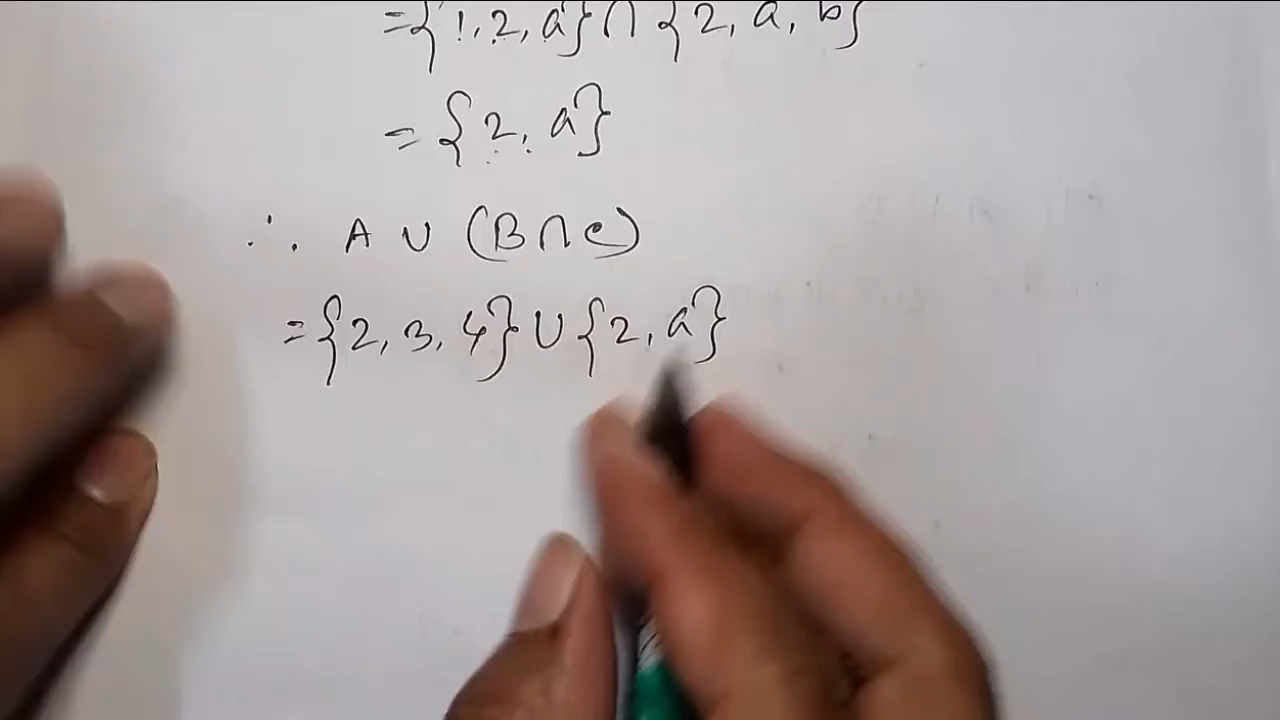 ={1,2,a}∩{2,a,b}
={2,a}
∴ A ∪ (B∩C)
={2,3,4}∪{2,a}